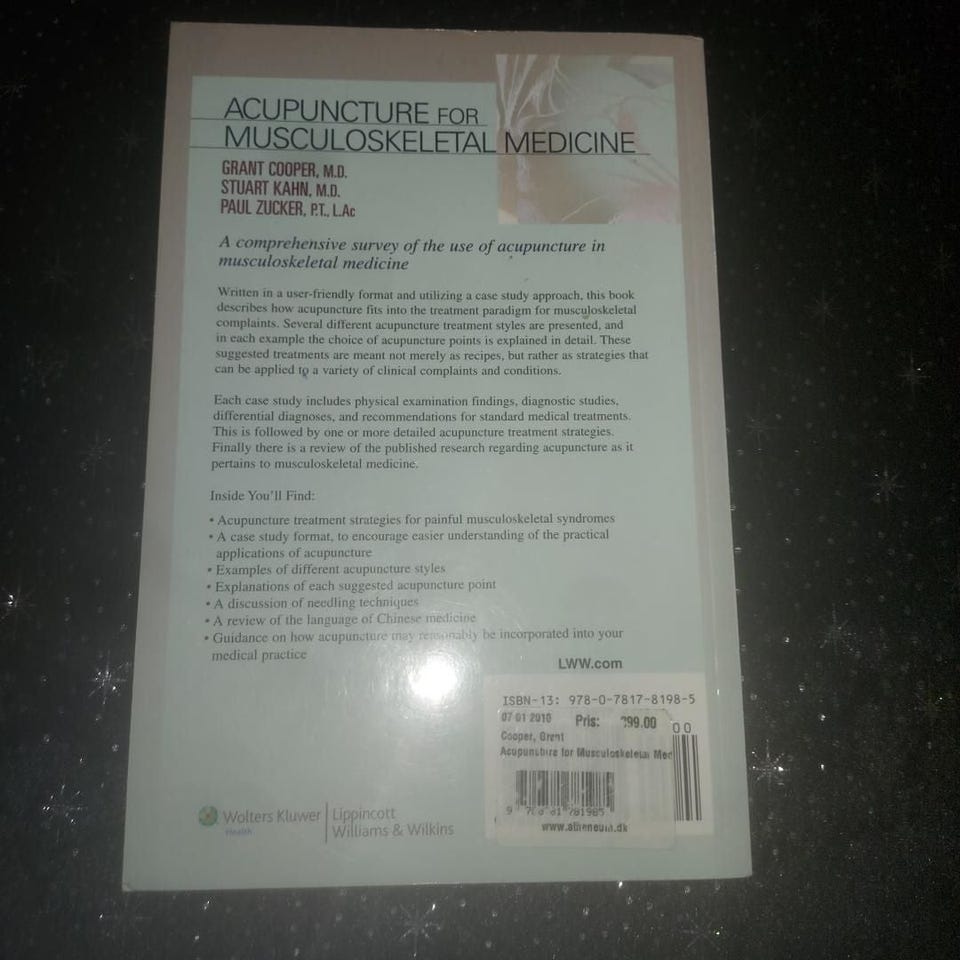 ACUPUNCTURE FOR
MUSCULOSKELETAL MEDICINE
GRANT COOPER, M.D.
STUART KAHN, M.D.
PAUL ZUCKER, P.T., L.Ac
A comprehensive survey of the use of acupuncture in
musculoskeletal medicine
Written in a user-friendly format and utilizing a case study approach, this book
describes how acupuncture fits into the treatment paradigm for musculoskeletal
complaints. Several different acupuncture treatment styles are presented, and
in each example the choice of acupuncture points is explained in detail. These
suggested treatments are meant not merely as recipes, but rather as strategies that
can be applied to a variety of clinical complaints and conditions.
Each case study includes physical examination findings, diagnostic studies,
differential diagnoses, and recommendations for standard medical treatments.
This is followed by one or more detailed acupuncture treatment strategies.
Finally there is a review of the published research regarding acupuncture as it
pertains to musculoskeletal medicine.
Inside You'll Find:
• Acupuncture treatment strategies for painful musculoskeletal syndromes
• A case study format, to encourage easier understanding of the practical
applications of acupuncture
• Examples of different acupuncture styles
• Explanations of each suggested acupuncture point
• A discussion of needling techniques
• A review of the language of Chinese medicine
• Guidance on how acupuncture may reasonably be incorporated into your
medical practice
LWW.com
ISBN-13: 978-0-7817-8198-5
07 01 2010 Pris: 99.00
00
Cooper, Grant
Acupuncture for Musculoskeletal Med
www.atheneum.dk
Wolters Kluwer
Health
Lippincott
Williams & Wilkins